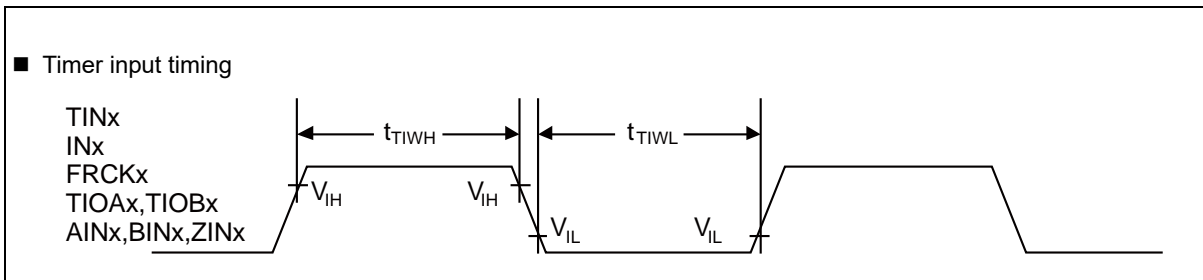 ■ Timer input timing
TINx
INx
FRCKx
TIOAx,TIOBx
AINx,BINx,ZINx
tTIWH
tTIWL
VIH
VIH
VIL
VIL